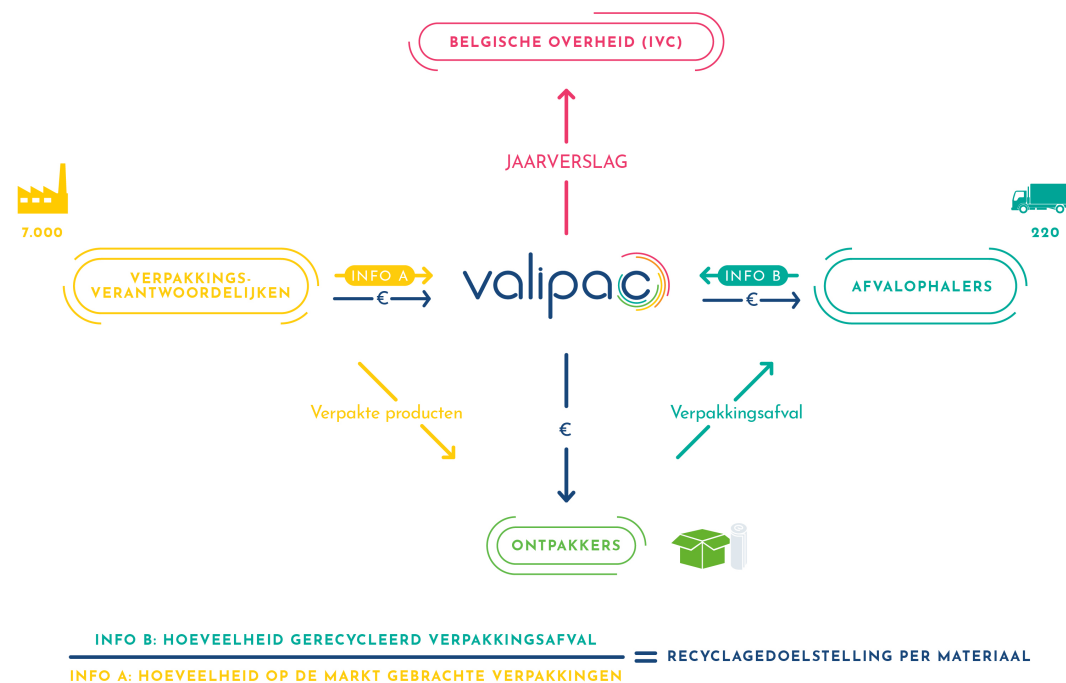 BELGISCHE OVERHEID (IVC)
JAARVERSLAG
7.000
220
VERPAKKINGS-
VERANTWOORDELIJKEN
INFO A
€
valipac
INFO B
€
AFVALOPHALERS
Verpakte producten
€
Verpakkingsafval
ONTPAKKERS
INFO B: HOEVEELHEID GERECYCLEERD VERPAKKINGSAFVAL
INFO A: HOEVEELHEID OP DE MARKT GEBRACHTE VERPAKKINGEN
= RECYCLAGEDOELSTELLING PER MATERIAAL